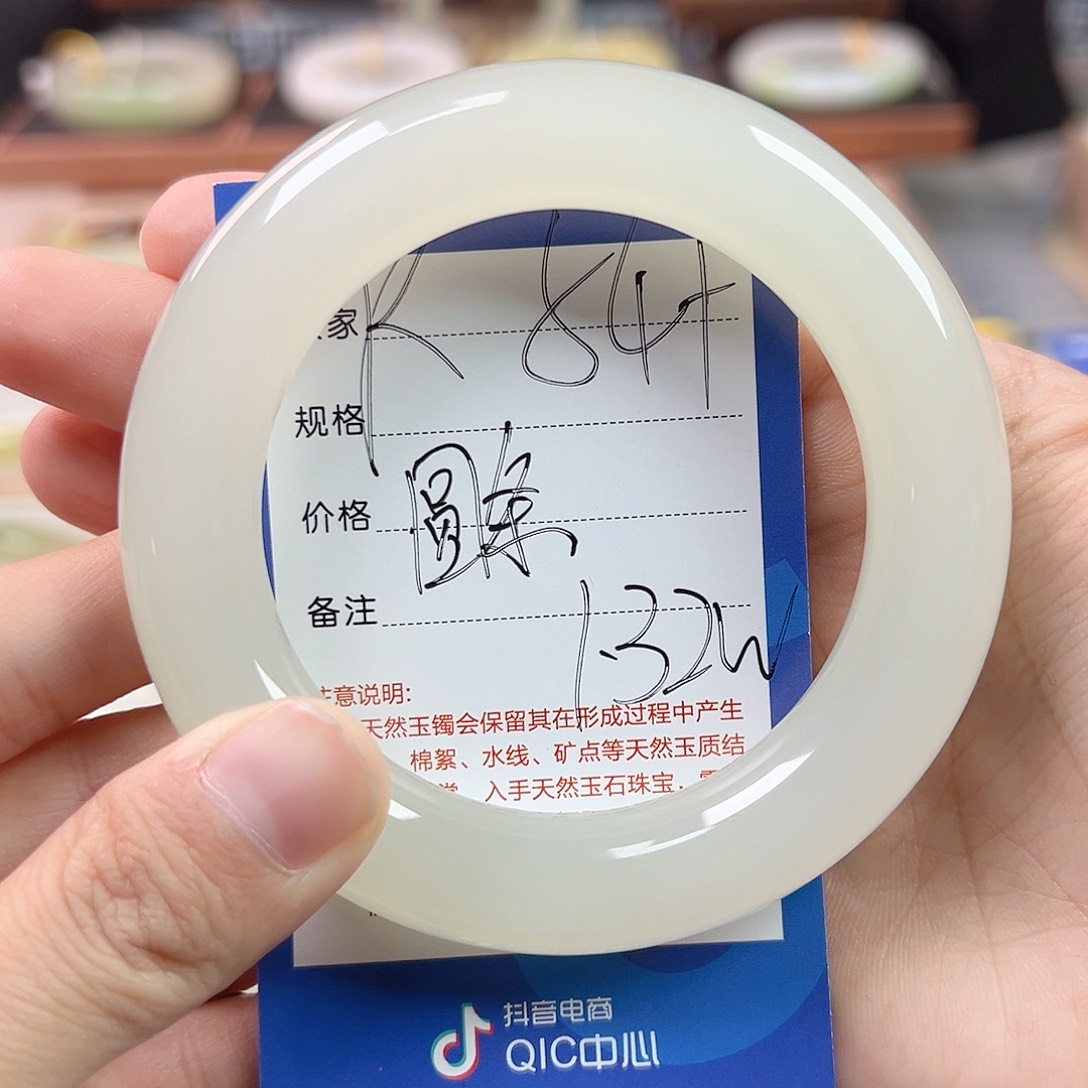 家 K 844
规格
价格 圆条
备注 1·32w
注意说明:
天然玉镯会保留其在形成过程中产生
棉絮、水线、矿点等天然玉质结
入手天然玉石珠宝,
抖音电商
QIC中心